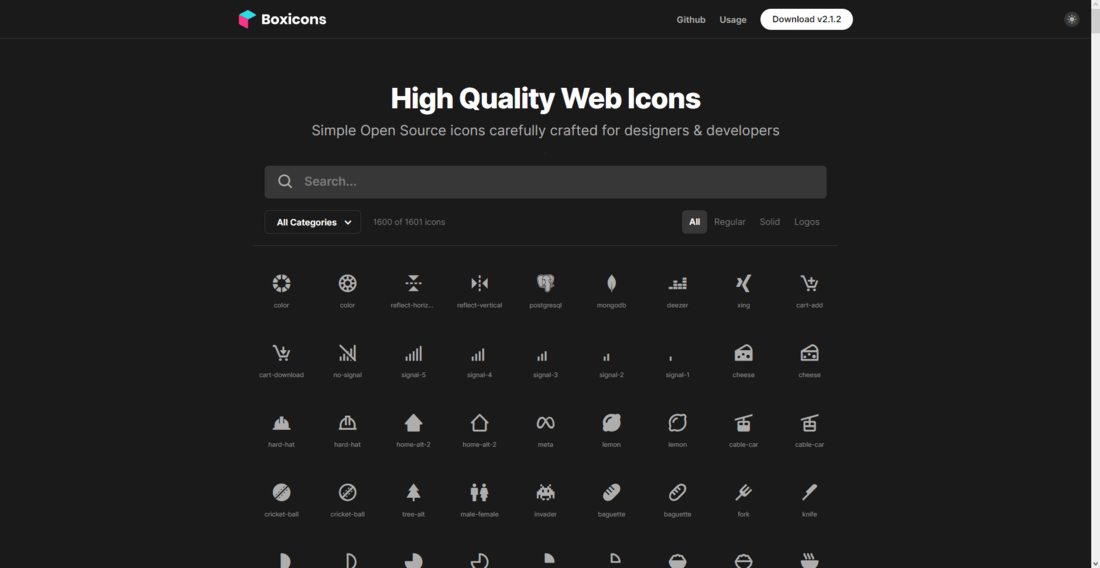 Boxicons
Github Usage Download v2.1.2
High Quality Web Icons
Simple Open Source icons carefully crafted for designers & developers
Search...
All Categories 1600 of 1601 icons All Regular Solid Logos
color color reflect-horiz... reflect-vertical postgresql mongodb deezer xing cart-add
cart-download no-signal signal-5 signal-4 signal-3 signal-2 signal-1 cheese cheese
hard-hat hard-hat home-alt-2 home-alt-2 meta lemon lemon cable-car cable-car
cricket-ball cricket-ball tree-alt male-female invader baguette baguette fork knife